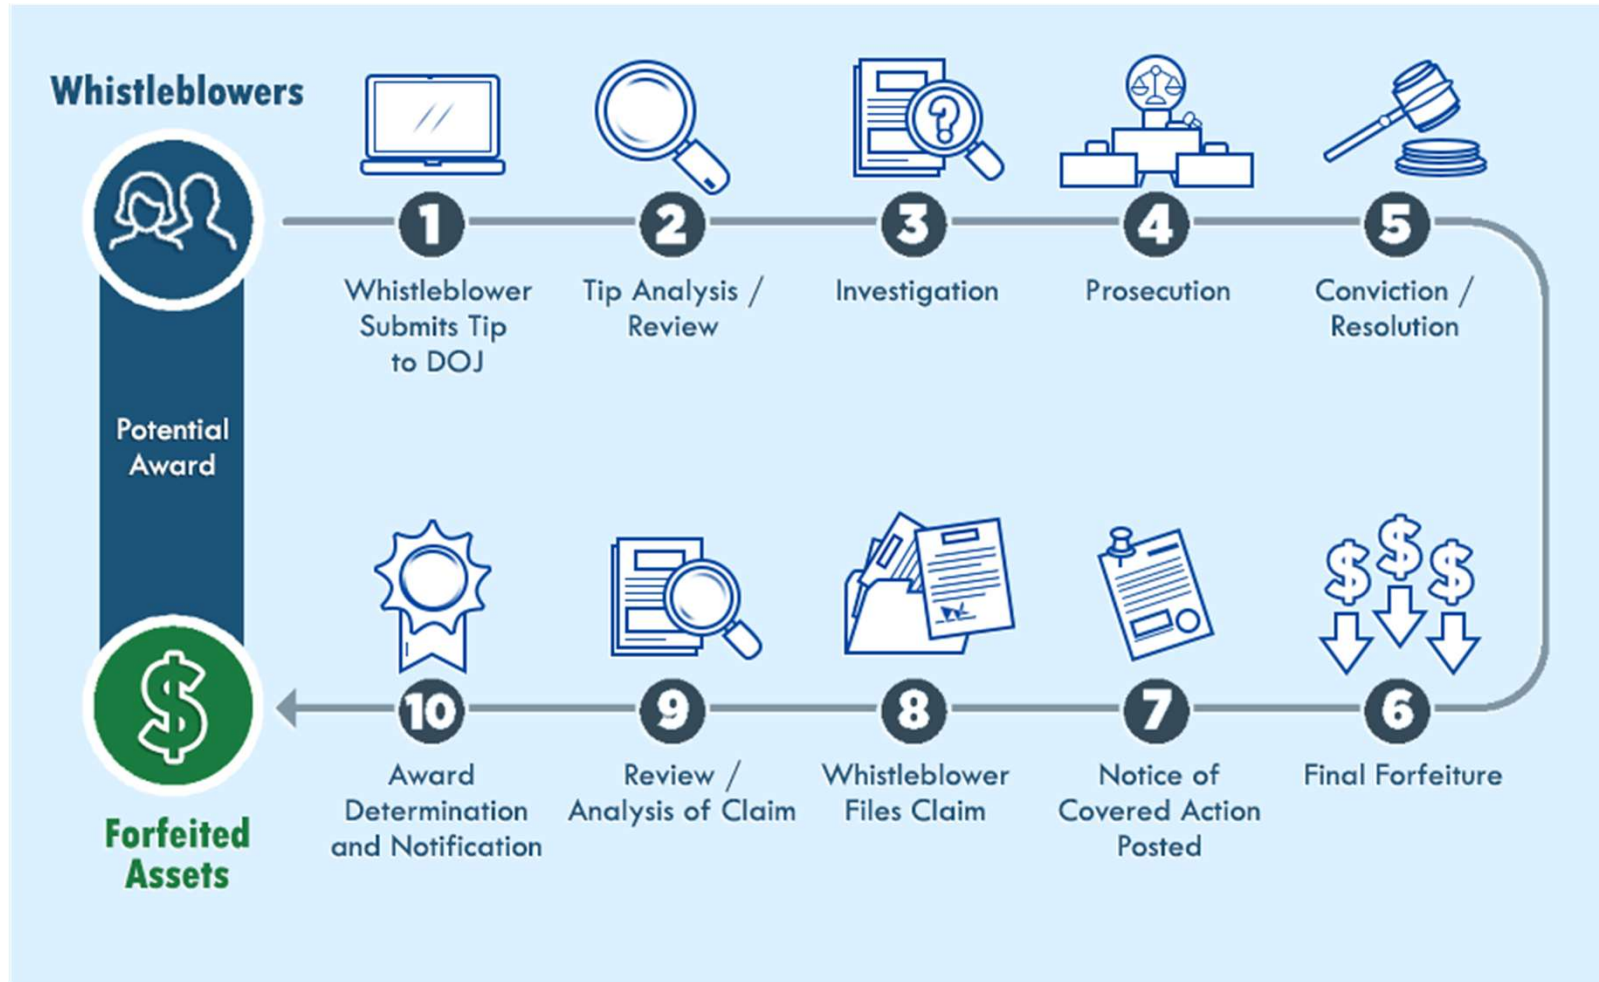 Whistleblowers
1
Whistleblower
Submits Tip
to DOJ
2
Tip Analysis /
Review
3
Investigation
4
Prosecution
5
Conviction /
Resolution
Potential
Award
6
Final Forfeiture
7
Notice of
Covered Action
Posted
8
Whistleblower
Files Claim
9
Review /
Analysis of Claim
10
Award
Determination
and Notification
Forfeited
Assets